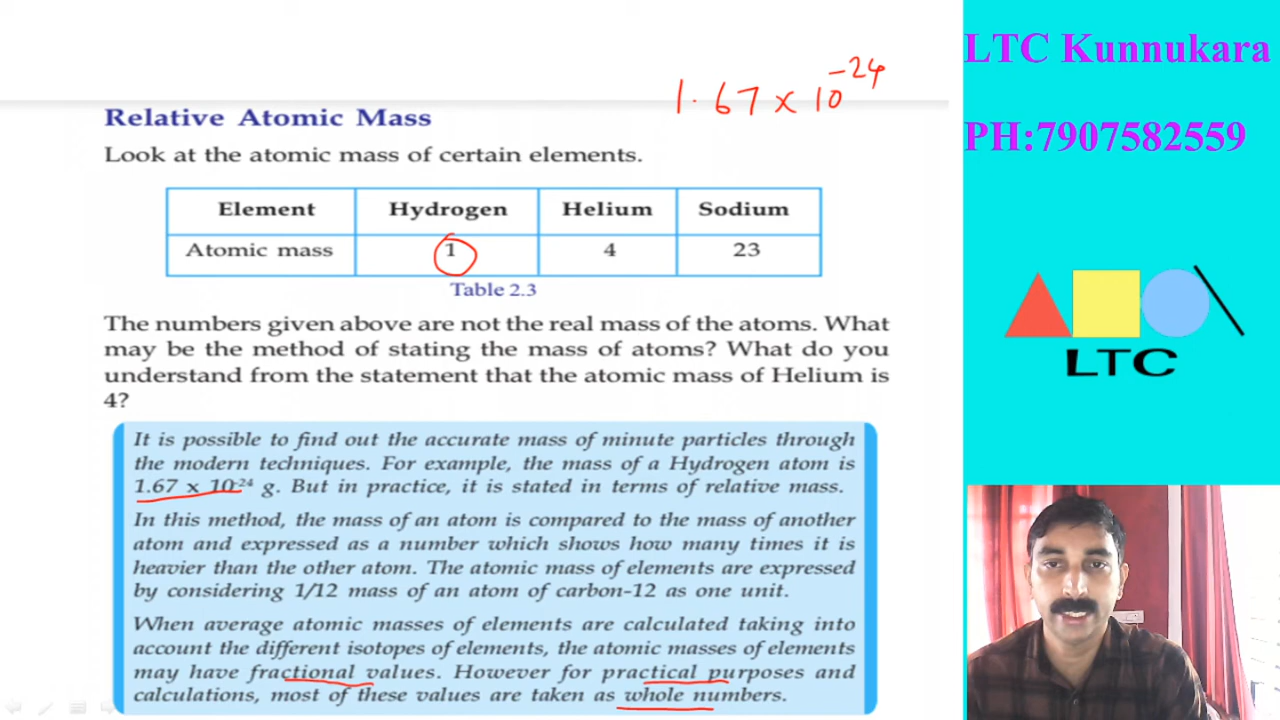 LTC Kunnukara
PH:7907582559
1.67 x 10⁻²⁴
Relative Atomic Mass
Look at the atomic mass of certain elements.
Element Hydrogen Helium Sodium
Atomic mass 1 4 23
Table 2.3
The numbers given above are not the real mass of the atoms. What
may be the method of stating the mass of atoms? What do you
understand from the statement that the atomic mass of Helium is
4?
It is possible to find out the accurate mass of minute particles through
the modern techniques. For example, the mass of a Hydrogen atom is
1.67 x 10⁻²⁴ g. But in practice, it is stated in terms of relative mass.
In this method, the mass of an atom is compared to the mass of another
atom and expressed as a number which shows how many times it is
heavier than the other atom. The atomic mass of elements are expressed
by considering 1/12 mass of an atom of carbon-12 as one unit.
When average atomic masses of elements are calculated taking into
account the different isotopes of elements, the atomic masses of elements
may have fractional values. However for practical purposes and
calculations, most of these values are taken as whole numbers.
LTC